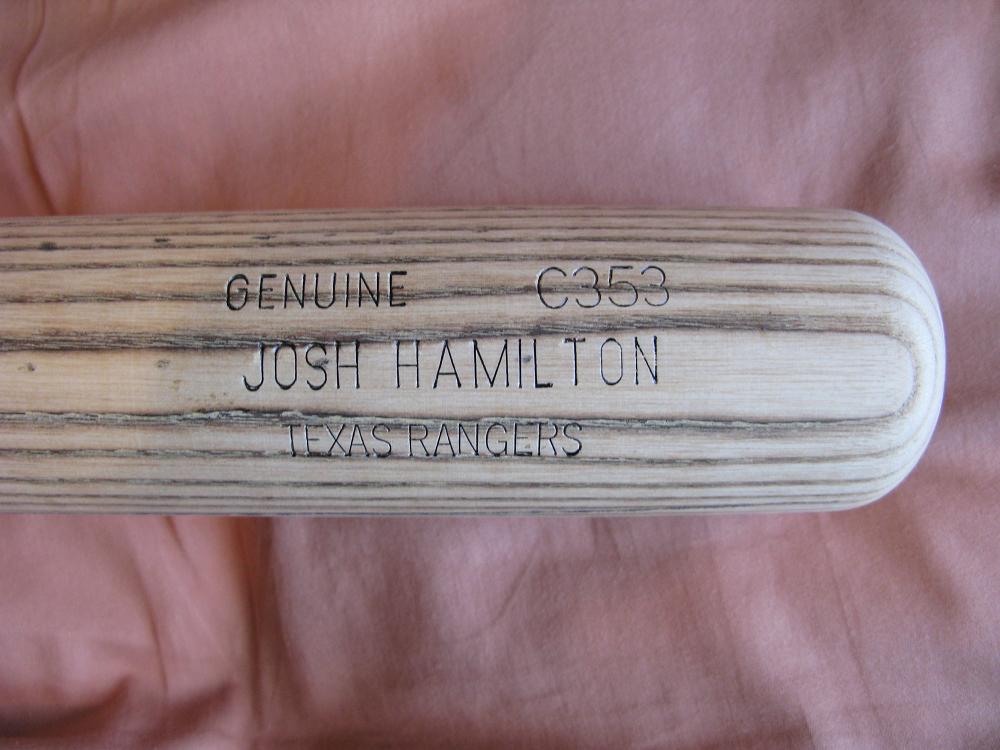 GENUINE C353
JOSH HAMILTON
TEXAS RANGERS